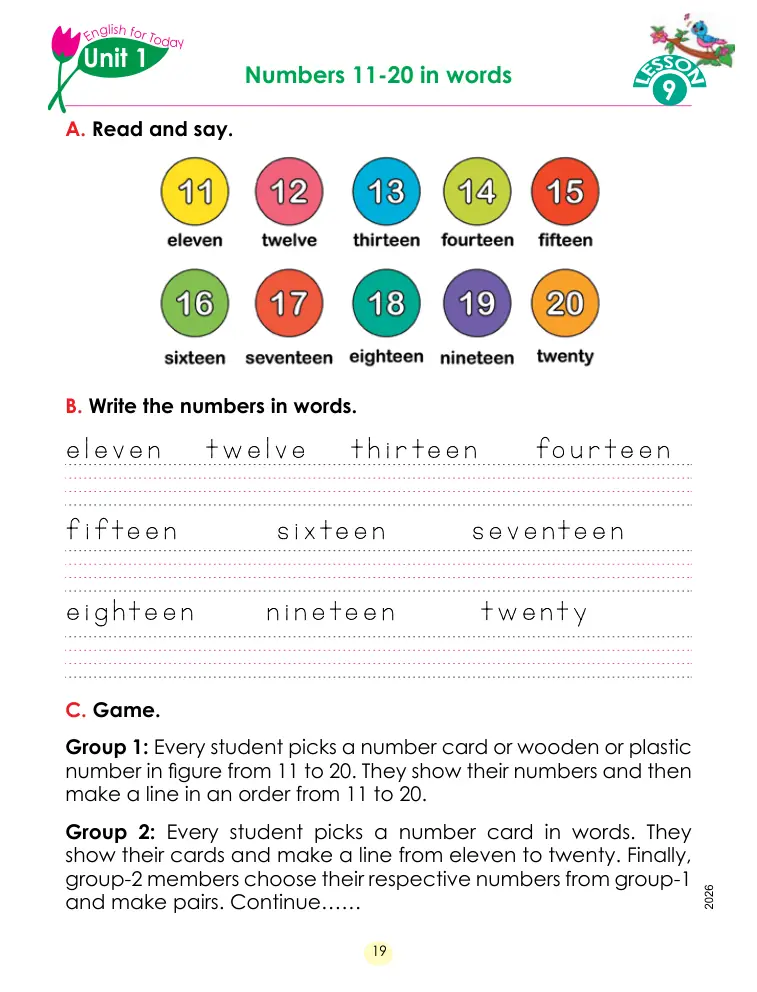 English for Today
Unit 1
Numbers 11-20 in words
LESSON
9
A. Read and say.
11 12 13 14 15
eleven twelve thirteen fourteen fifteen
16 17 18 19 20
sixteen seventeen eighteen nineteen twenty
B. Write the numbers in words.
eleven twelve thirteen fourteen
fifteen sixteen seventeen
eighteen nineteen twenty
C. Game.
Group 1: Every student picks a number card or wooden or plastic
number in figure from 11 to 20. They show their numbers and then
make a line in an order from 11 to 20.
Group 2: Every student picks a number card in words. They
show their cards and make a line from eleven to twenty. Finally,
group-2 members choose their respective numbers from group-1
and make pairs. Continue......
2026
19